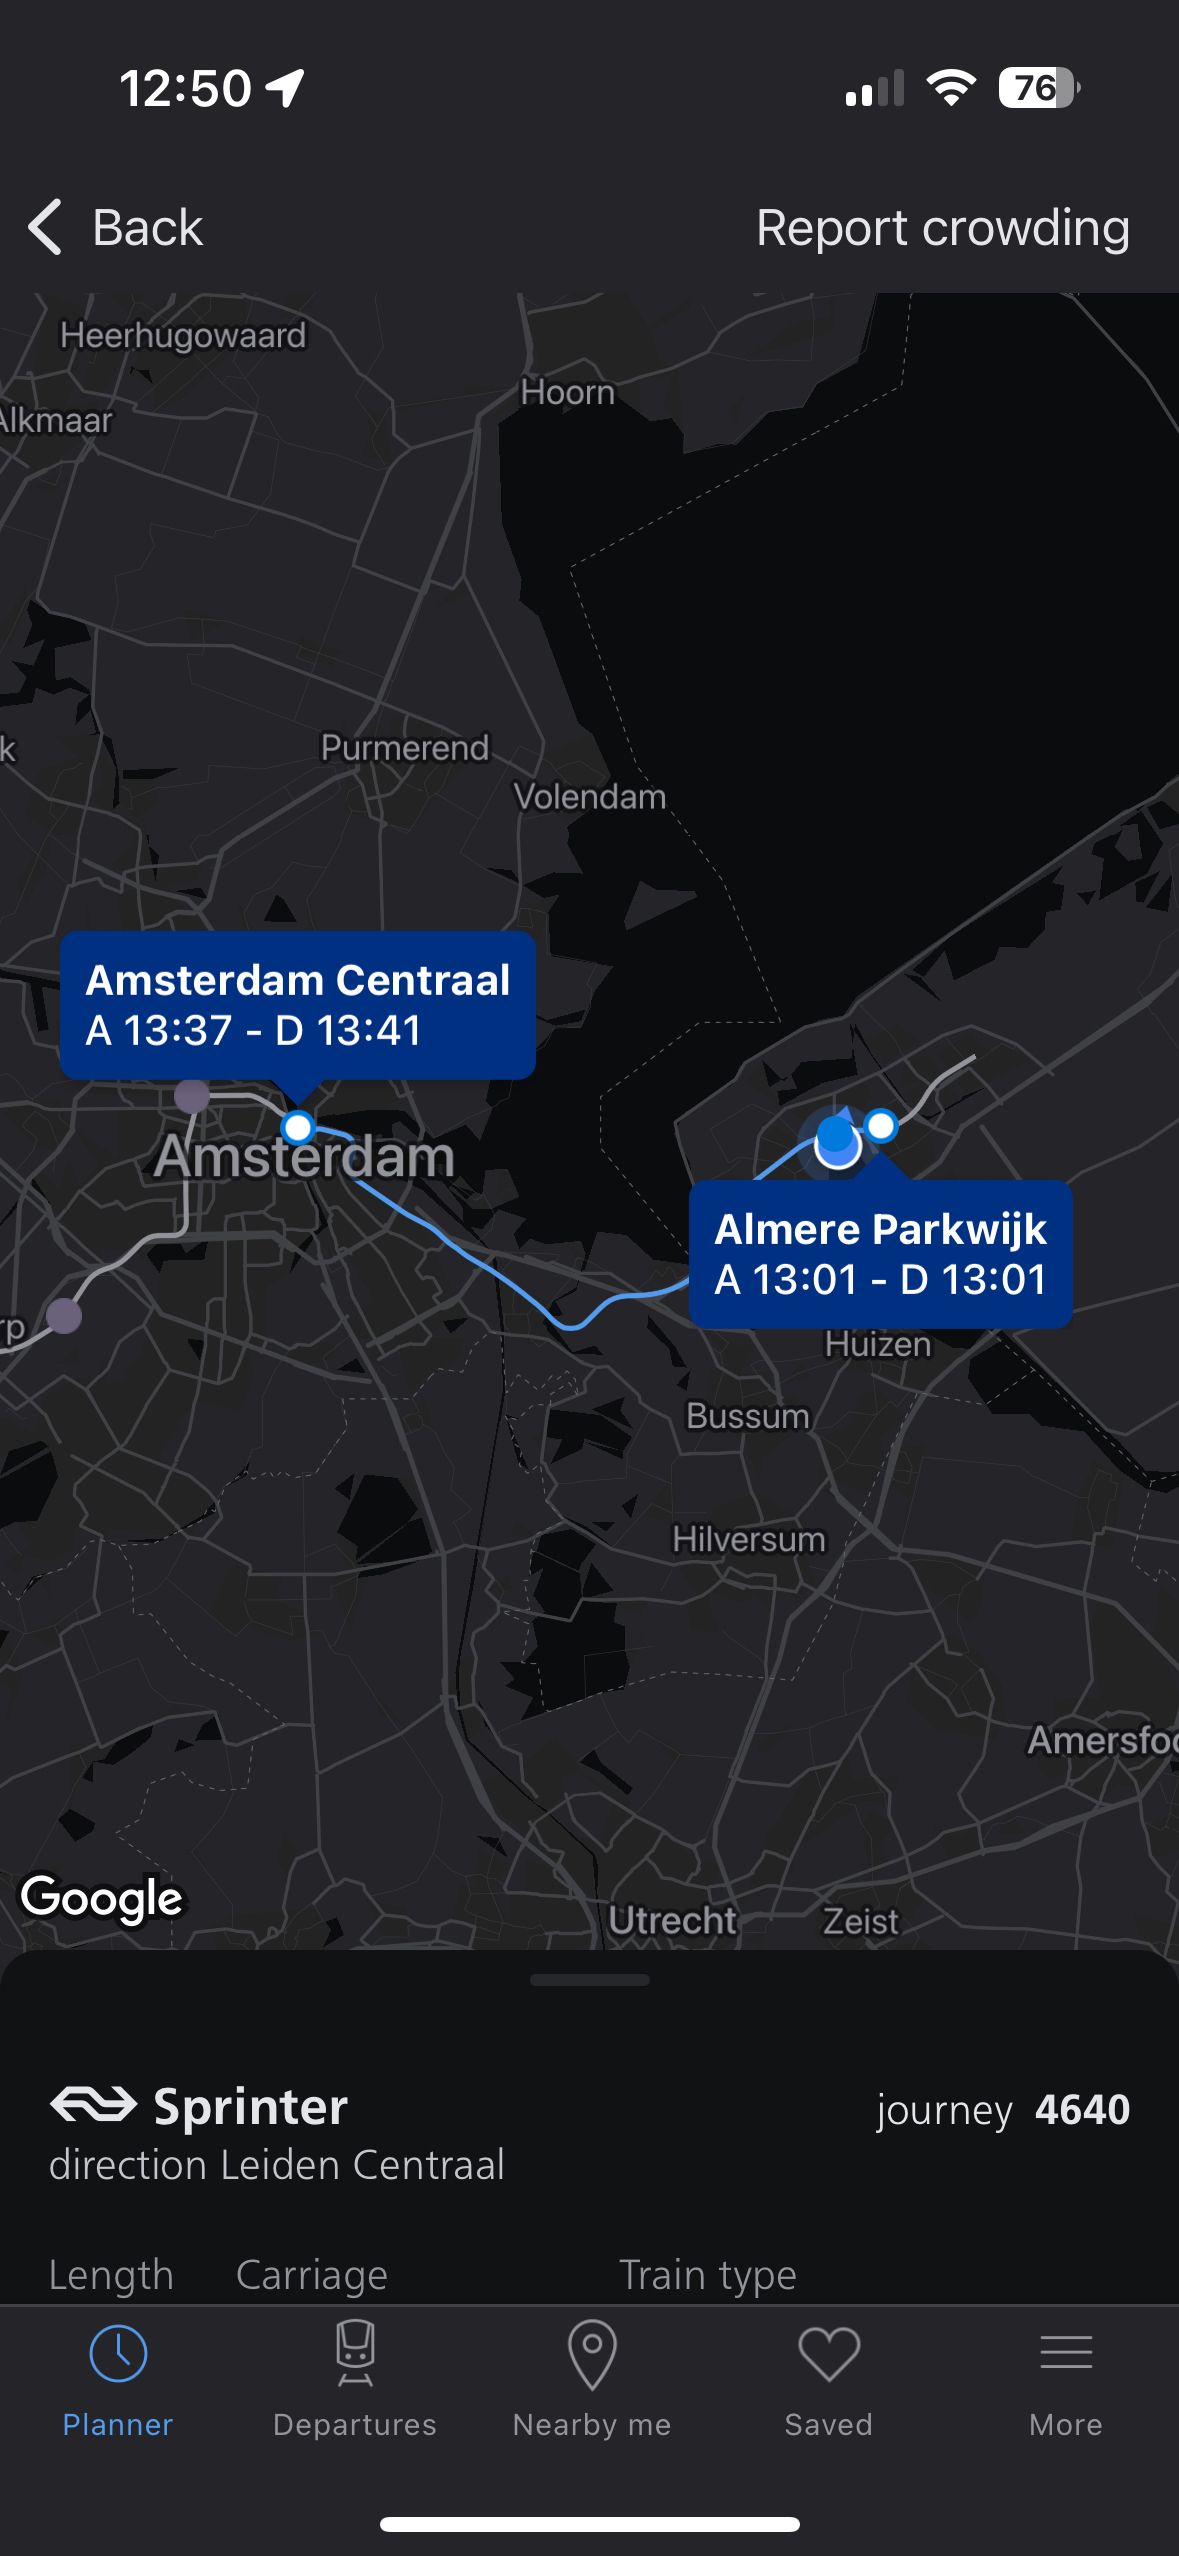 12:50
76
Back
Report crowding
Heerhugowaard
Hoorn
Alkmaar
k
Purmerend
Volendam
Amsterdam Centraal
A 13:37 - D 13:41
Amsterdam
Almere Parkwijk
A 13:01 - D 13:01
rp
Huizen
Bussum
Hilversum
Amersfoo
Google
Utrecht
Zeist
Sprinter
journey 4640
direction Leiden Centraal
Length Carriage Train type
Planner Departures Nearby me Saved More